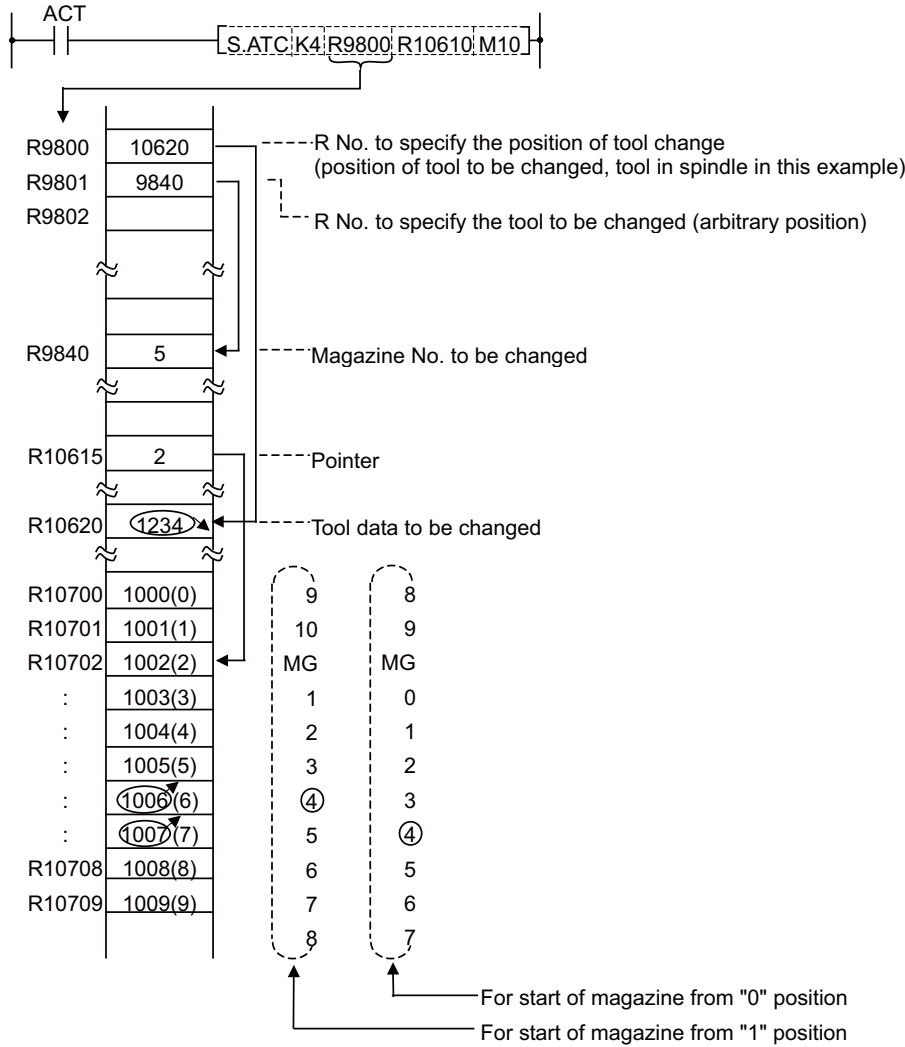 ACT
S.ATC K4 R9800 R10610 M10
R9800 10620 R No. to specify the position of tool change
(position of tool to be changed, tool in spindle in this example)
R9801 9840
R9802 R No. to specify the tool to be changed (arbitrary position)
R9840 5 Magazine No. to be changed
R10615 2 Pointer
R10620 1234 Tool data to be changed
R10700 1000(0) 9 8
R10701 1001(1) 10 9
R10702 1002(2) MG MG
: 1003(3) 1 0
: 1004(4) 2 1
: 1005(5) 3 2
: 1006(6) ④ 3
: 1007(7) 5 ④
R10708 1008(8) 6 5
R10709 1009(9) 7 6
8 7
For start of magazine from "0" position
For start of magazine from "1" position